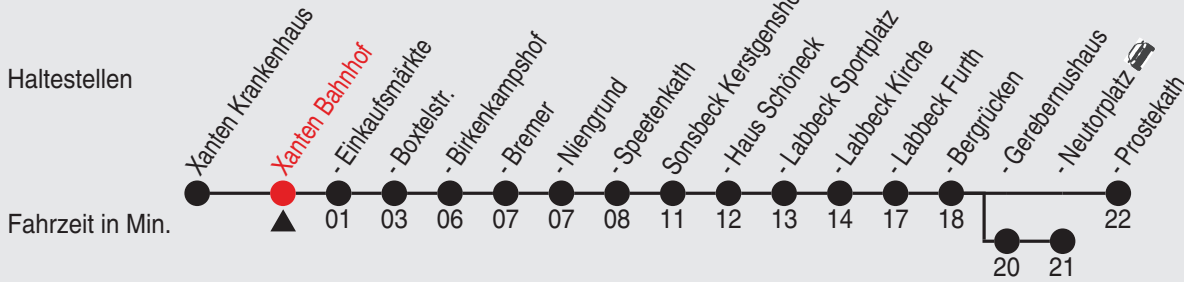 Haltestellen
Xanten Krankenhaus
Xanten Bahnhof
- Einkaufsmärkte
- Boxtelstr.
- Birkenkampshof
- Bremer
- Niengrund
- Speetenkath
Sonsbeck
- Haus Schöneck
- Labbeck Sportplatz
- Labbeck Kirche
- Labbeck Furth
- Bergrücken
- Gerebernushaus
- Neutorplatz
- Prostekath
Fahrzeit in Min.
01 03 06 07 07 08 11 12 13 14 17 18 22
20 21